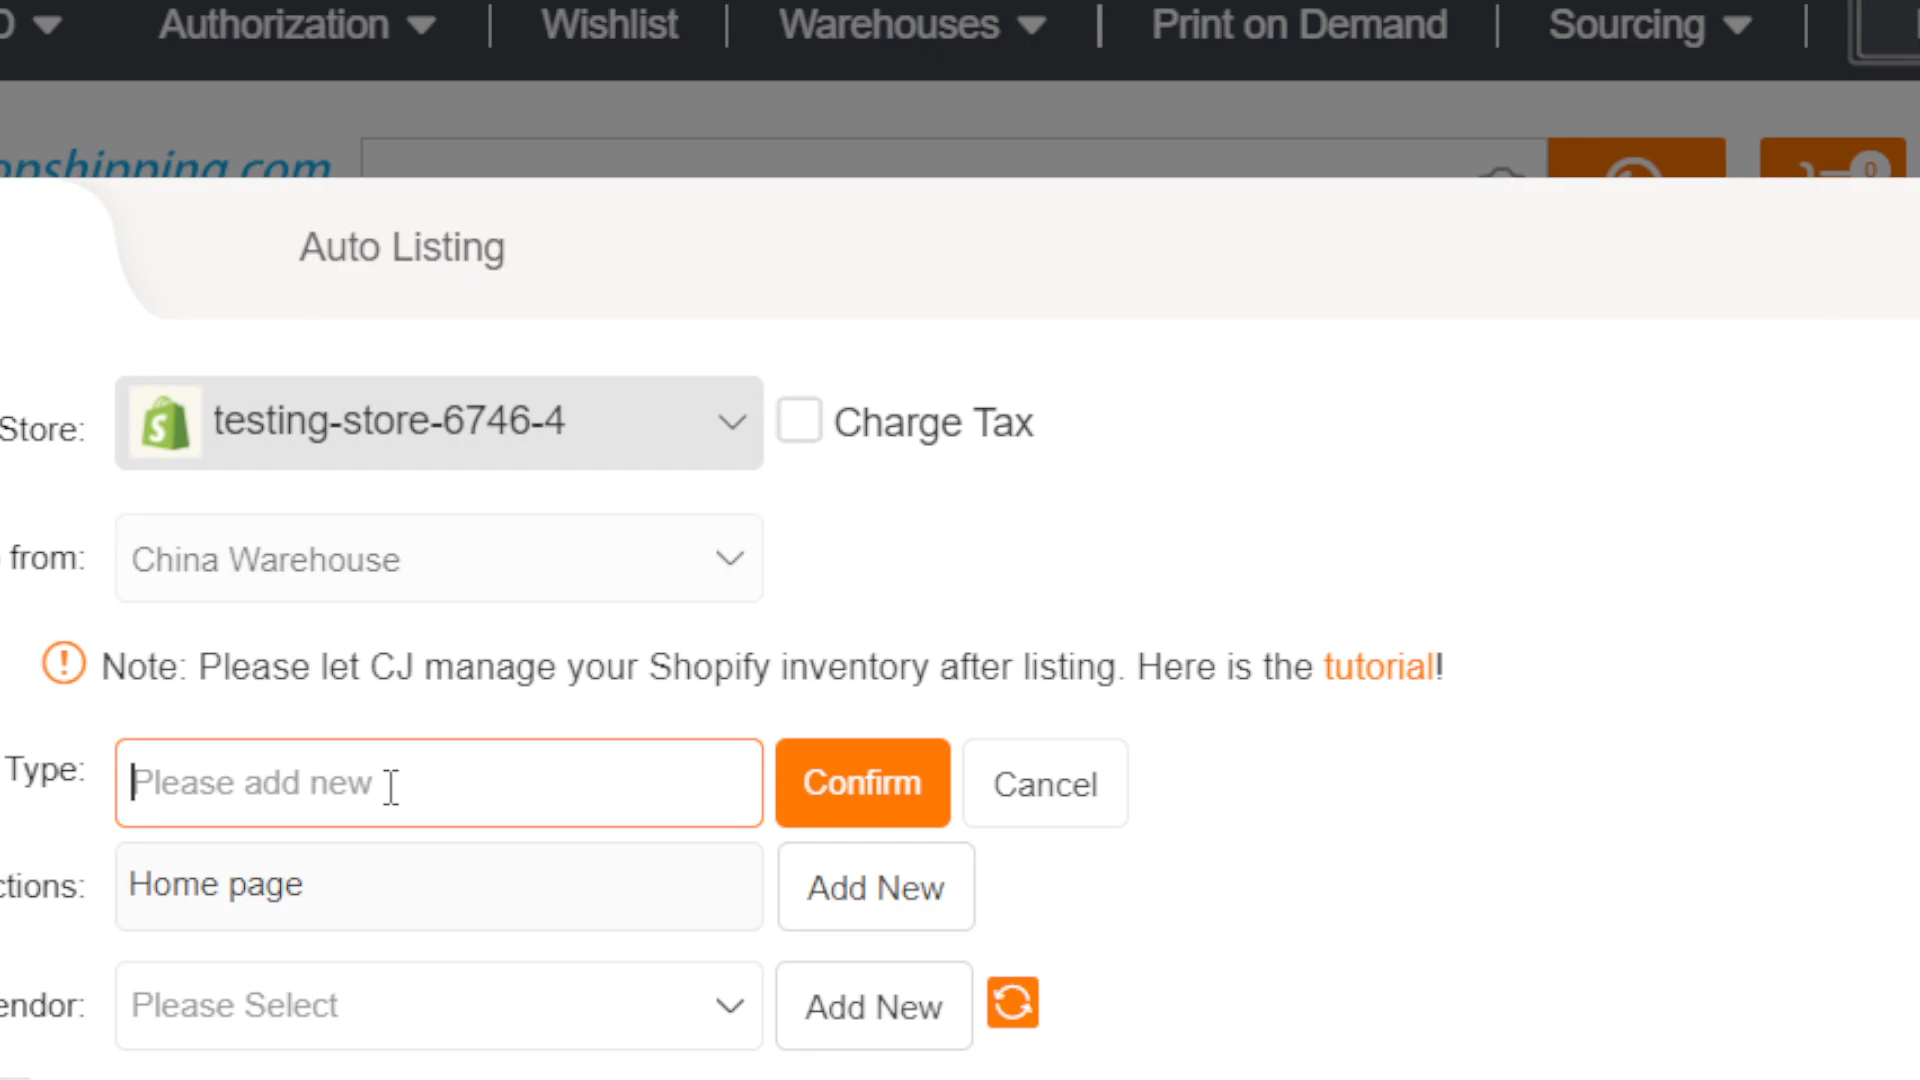 Authorization
Wishlist
Warehouses
Print on Demand
Sourcing
0
Auto Listing
Store:
testing-store-6746-4
Charge Tax
from:
China Warehouse
Note: Please let CJ manage your Shopify inventory after listing. Here is the tutorial!
Type:
Please add new
Confirm
Cancel
ctions:
Home page
Add New
endor:
Please Select
Add New